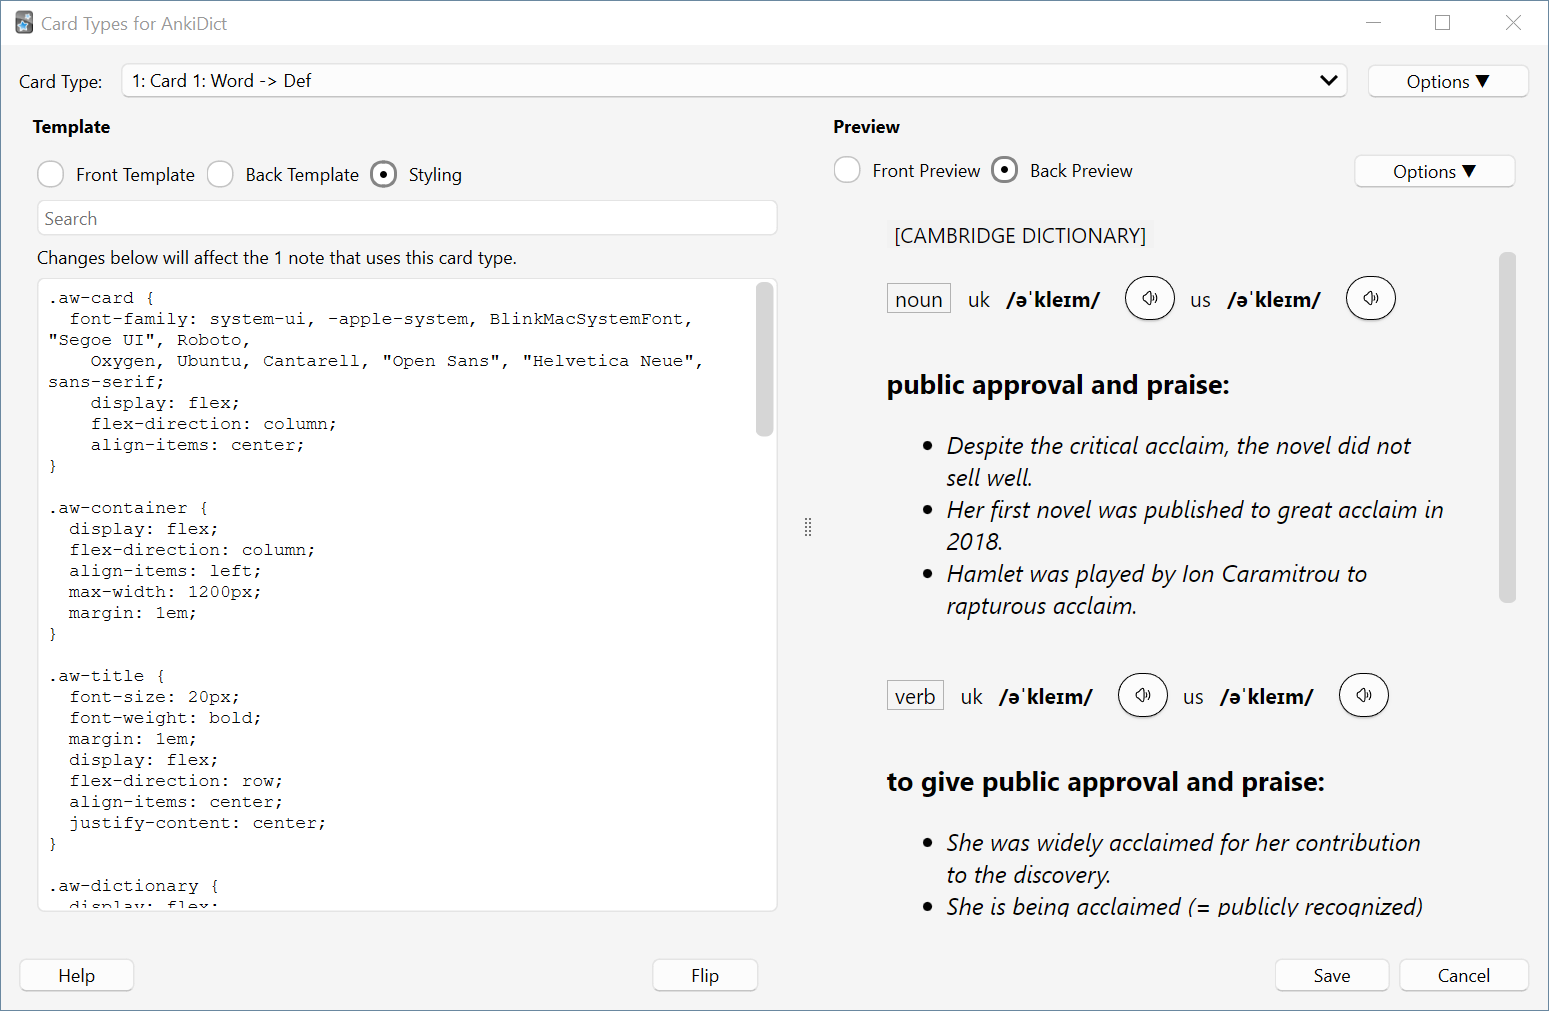 Card Types for AnkiDict
Card Type:
1: Card 1: Word -> Def
Options ▼
Template
Front Template
Back Template
Styling
Search
Changes below will affect the 1 note that uses this card type.
.aw-card {
  font-family: system-ui, -apple-system, BlinkMacSystemFont,
"Segoe UI", Roboto,
    Oxygen, Ubuntu, Cantarell, "Open Sans", "Helvetica Neue",
sans-serif;
    display: flex;
    flex-direction: column;
    align-items: center;
}
.aw-container {
  display: flex;
  flex-direction: column;
  align-items: left;
  max-width: 1200px;
  margin: 1em;
}
.aw-title {
  font-size: 20px;
  font-weight: bold;
  margin: 1em;
  display: flex;
  flex-direction: row;
  align-items: center;
  justify-content: center;
}
.aw-dictionary {
  display: flex;
Preview
Front Preview
Back Preview
Options ▼
[CAMBRIDGE DICTIONARY]
noun uk /əˈkleɪm/ us /əˈkleɪm/
public approval and praise:
• Despite the critical acclaim, the novel did not
sell well.
• Her first novel was published to great acclaim in
2018.
• Hamlet was played by Ion Caramitrou to
rapturous acclaim.
verb uk /əˈkleɪm/ us /əˈkleɪm/
to give public approval and praise:
• She was widely acclaimed for her contribution
to the discovery.
• She is being acclaimed (= publicly recognized)
Help
Flip
Save
Cancel